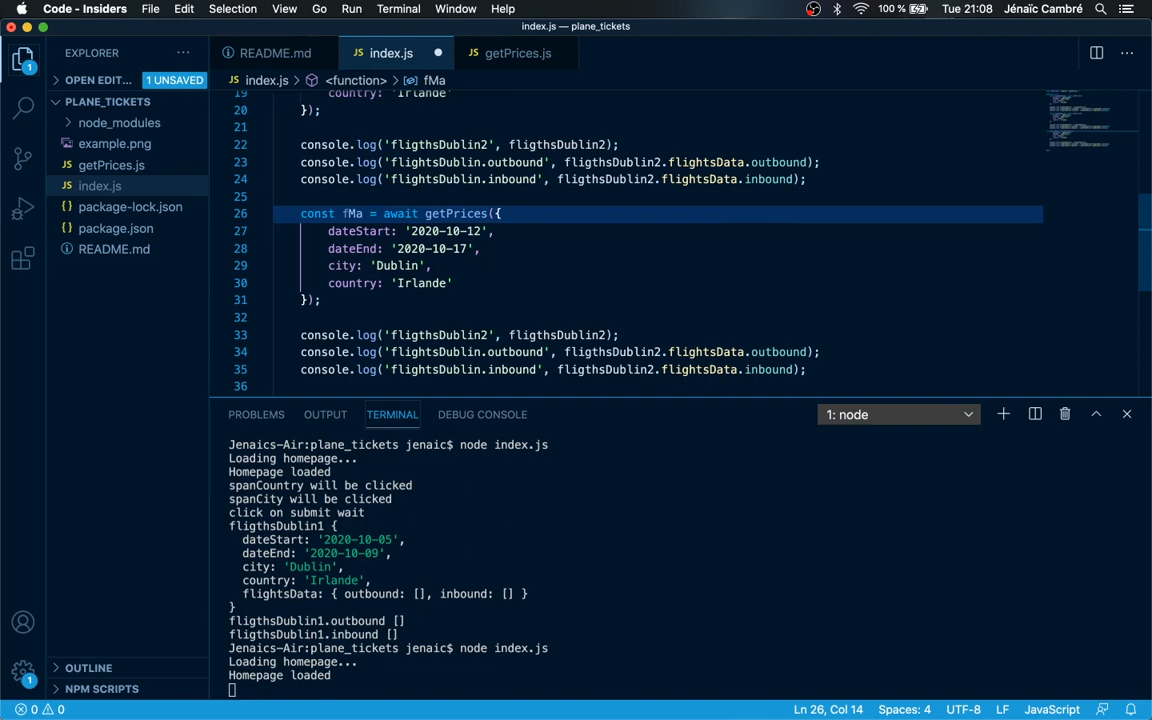 Code - Insiders File Edit Selection View Go Run Terminal Window Help 100 % Tue 21:08 Jénaïc Cambré
index.js — plane_tickets
EXPLORER
README.md JS index.js JS getPrices.js
OPEN EDIT... 1 UNSAVED
JS index.js > <function> > fMa
PLANE_TICKETS
node_modules
example.png
JS getPrices.js
JS index.js
{} package-lock.json
{} package.json
README.md
OUTLINE
NPM SCRIPTS
1
1
19 country: 'Irlande'
20 });
21
22 console.log('fligthsDublin2', fligthsDublin2);
23 console.log('flightsDublin.outbound', fligthsDublin2.flightsData.outbound);
24 console.log('flightsDublin.inbound', fligthsDublin2.flightsData.inbound);
25
26 const fMa = await getPrices({
27 dateStart: '2020-10-12',
28 dateEnd: '2020-10-17',
29 city: 'Dublin',
30 country: 'Irlande'
31 });
32
33 console.log('fligthsDublin2', fligthsDublin2);
34 console.log('flightsDublin.outbound', fligthsDublin2.flightsData.outbound);
35 console.log('flightsDublin.inbound', fligthsDublin2.flightsData.inbound);
36
PROBLEMS OUTPUT TERMINAL DEBUG CONSOLE 1: node
Jenaics-Air:plane_tickets jenaic$ node index.js
Loading homepage...
Homepage loaded
spanCountry will be clicked
spanCity will be clicked
click on submit wait
fligthsDublin1 {
dateStart: '2020-10-05',
dateEnd: '2020-10-09',
city: 'Dublin',
country: 'Irlande',
flightsData: { outbound: [], inbound: [] }
}
flightsDublin1.outbound []
flightsDublin1.inbound []
Jenaics-Air:plane_tickets jenaic$ node index.js
Loading homepage...
Homepage loaded
0 0 Ln 26, Col 14 Spaces: 4 UTF-8 LF JavaScript